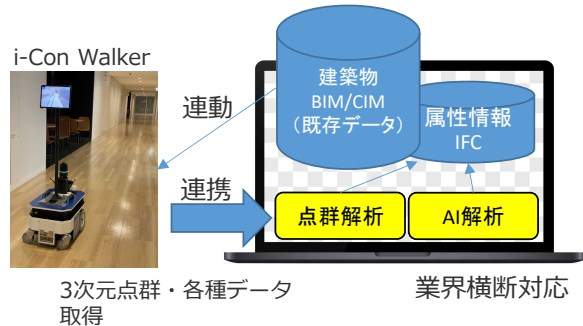 i-Con Walker
連動
連携
3次元点群・各種データ
取得
建築物
BIM/CIM
（既存データ）
属性情報
IFC
点群解析
AI解析
業界横断対応